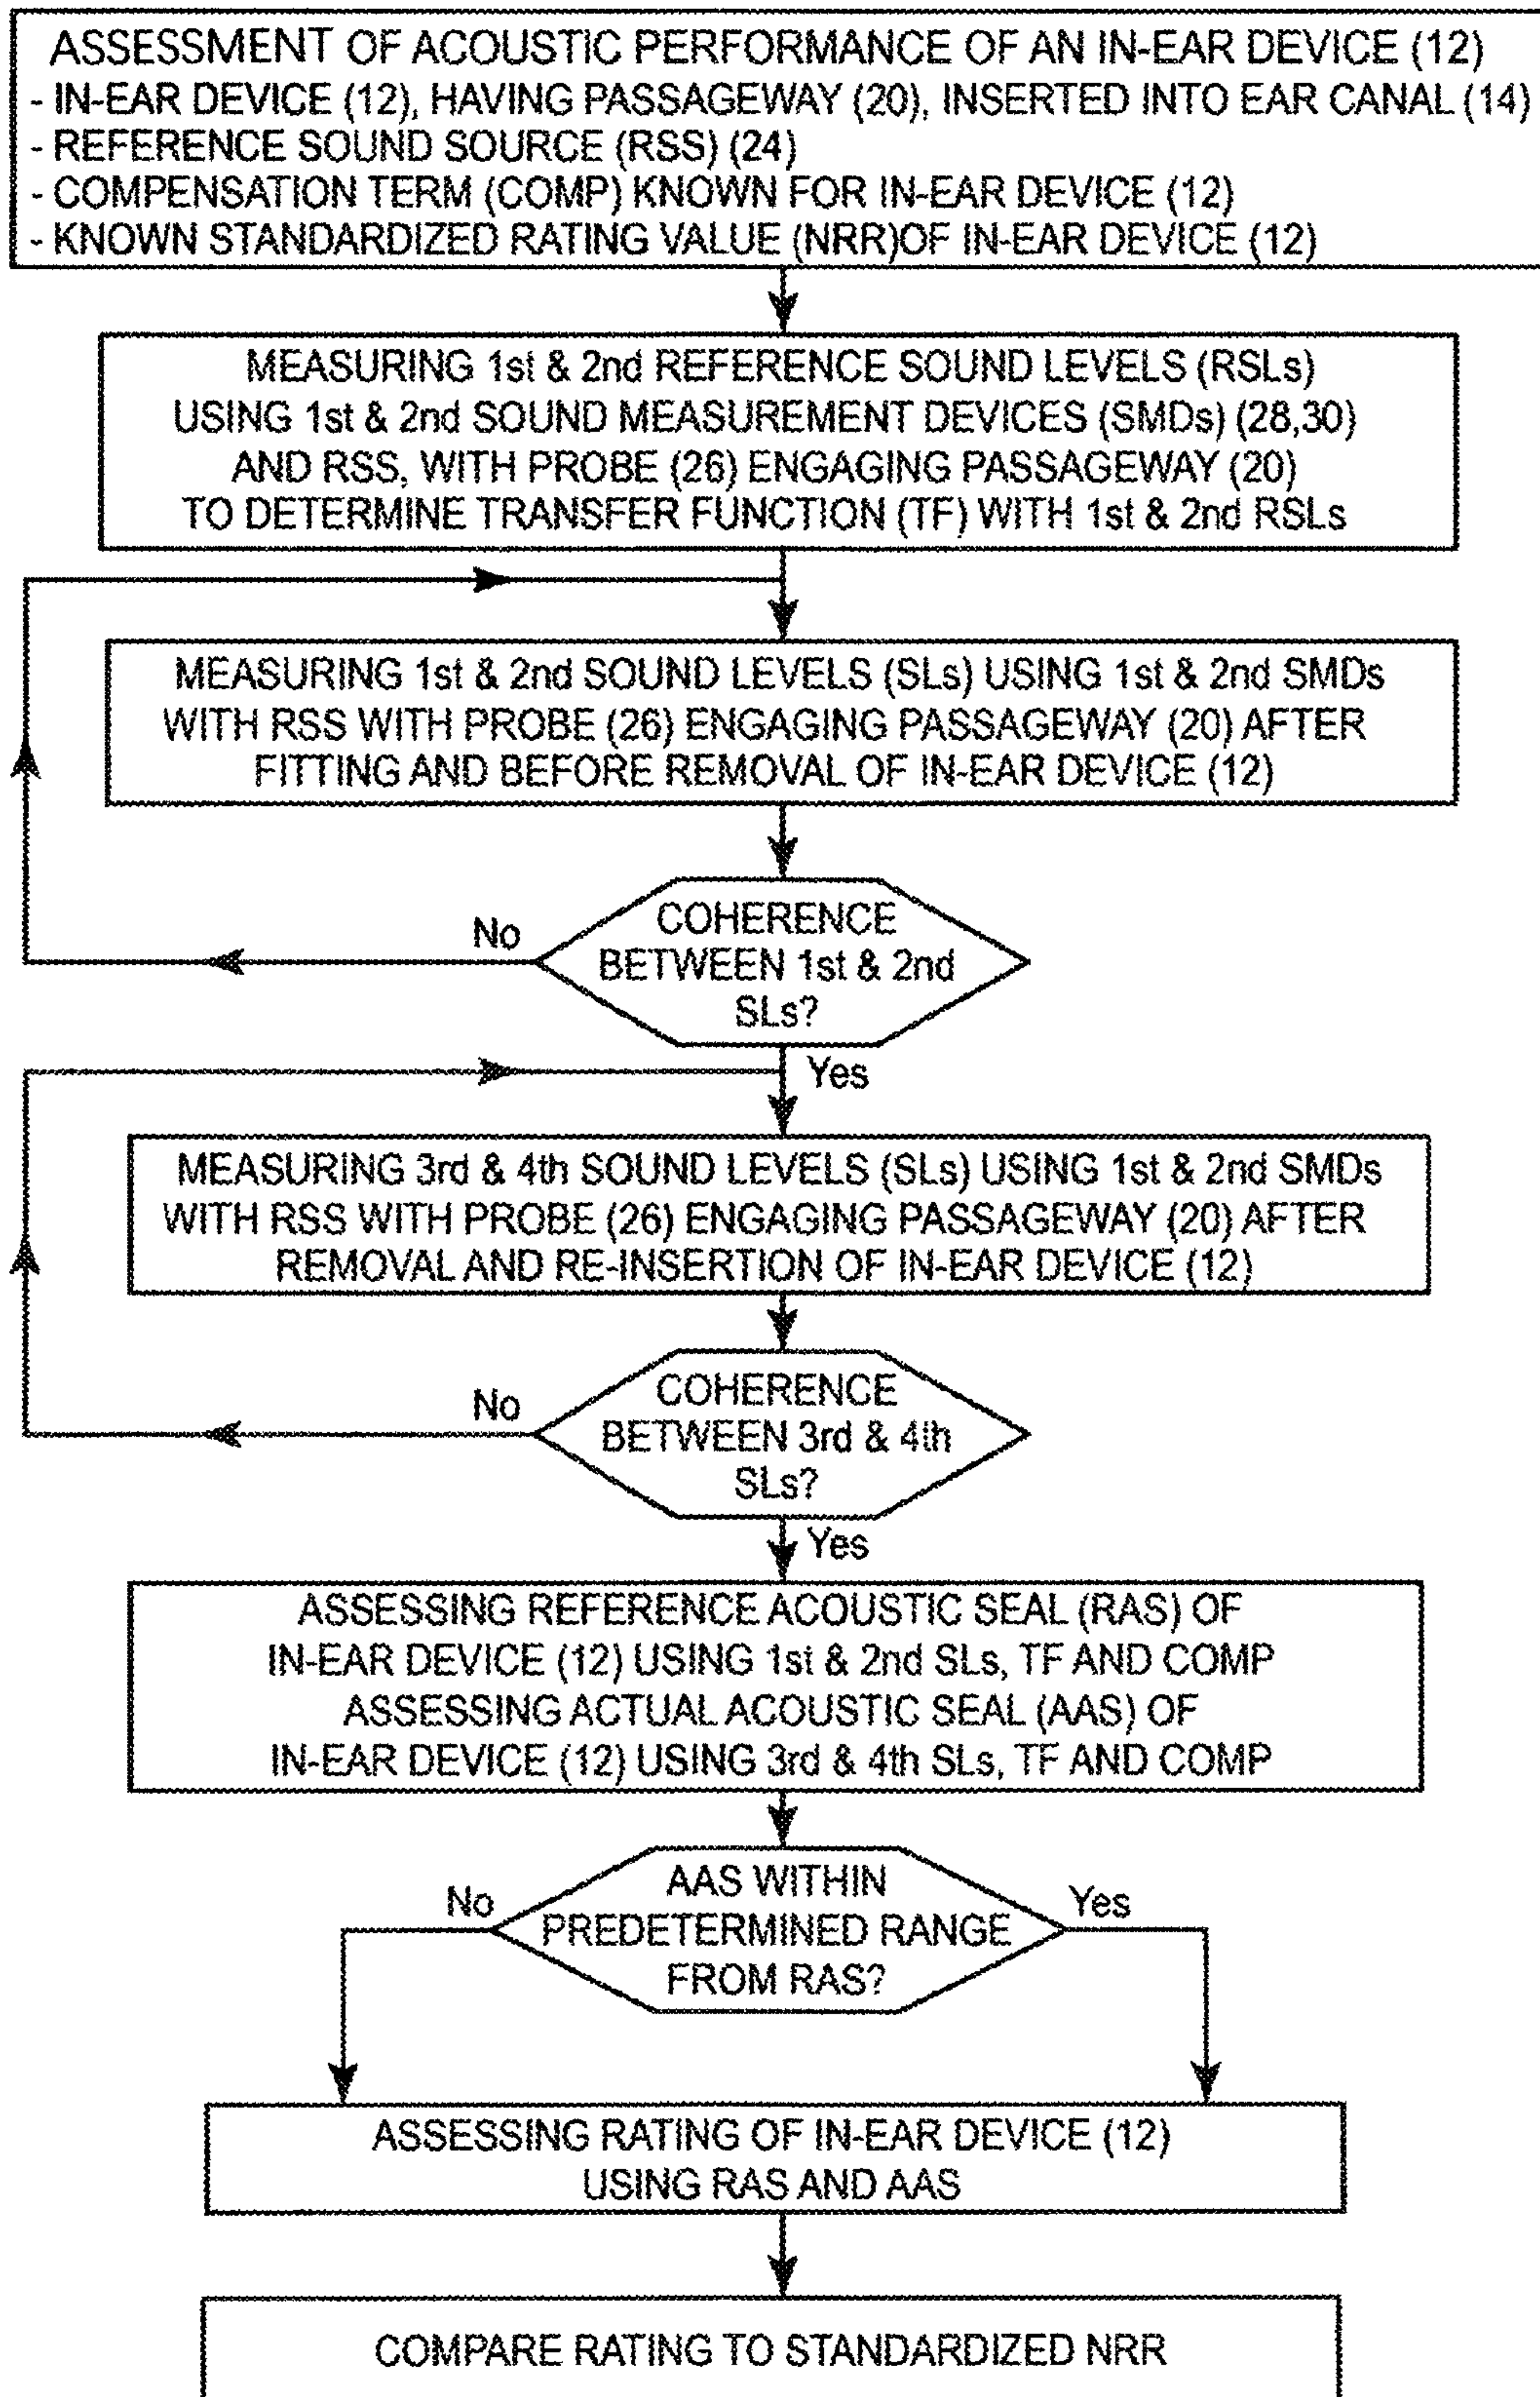 ASSESSMENT OF ACOUSTIC PERFORMANCE OF AN IN-EAR DEVICE (12)
- IN-EAR DEVICE (12), HAVING PASSAGEWAY (20), INSERTED INTO EAR CANAL (14)
- REFERENCE SOUND SOURCE (RSS) (24)
- COMPENSATION TERM (COMP) KNOWN FOR IN-EAR DEVICE (12)
- KNOWN STANDARDIZED RATING VALUE (NRR)OF IN-EAR DEVICE (12)
MEASURING 1st & 2nd REFERENCE SOUND LEVELS (RSLs)
USING 1st & 2nd SOUND MEASUREMENT DEVICES (SMDs) (28,30)
AND RSS, WITH PROBE (26) ENGAGING PASSAGEWAY (20)
TO DETERMINE TRANSFER FUNCTION (TF) WITH 1st & 2nd RSLs
MEASURING 1st & 2nd SOUND LEVELS (SLs) USING 1st & 2nd SMDs
WITH RSS WITH PROBE (26) ENGAGING PASSAGEWAY (20) AFTER
FITTING AND BEFORE REMOVAL OF IN-EAR DEVICE (12)
No
COHERENCE
BETWEEN 1st & 2nd
SLs?
Yes
MEASURING 3rd & 4th SOUND LEVELS (SLs) USING 1st & 2nd SMDs
WITH RSS WITH PROBE (26) ENGAGING PASSAGEWAY (20) AFTER
REMOVAL AND RE-INSERTION OF IN-EAR DEVICE (12)
No
COHERENCE
BETWEEN 3rd & 4th
SLs?
Yes
ASSESSING REFERENCE ACOUSTIC SEAL (RAS) OF
IN-EAR DEVICE (12) USING 1st & 2nd SLs, TF AND COMP
ASSESSING ACTUAL ACOUSTIC SEAL (AAS) OF
IN-EAR DEVICE (12) USING 3rd & 4th SLs, TF AND COMP
No
AAS WITHIN
PREDETERMINED RANGE
FROM RAS?
Yes
ASSESSING RATING OF IN-EAR DEVICE (12)
USING RAS AND AAS
COMPARE RATING TO STANDARDIZED NRR